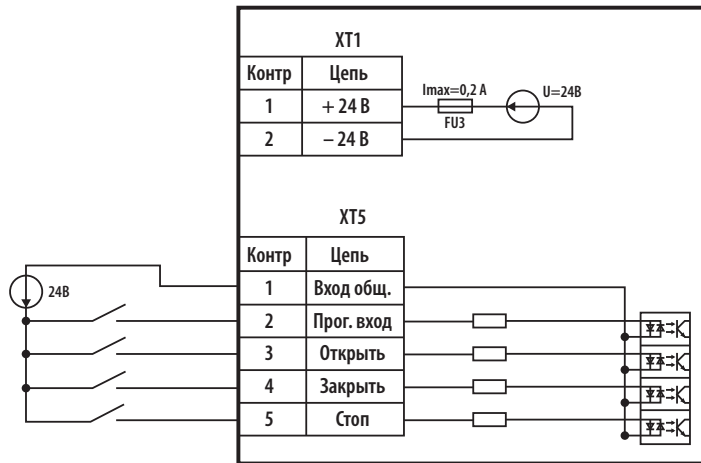 XT1
Контр Цепь
1 + 24 В
2 – 24 В
Imax=0,2 А
FU3
U=24В
XT5
Контр Цепь
1 Вход общ.
2 Прог. вход
3 Открыть
4 Закрыть
5 Стоп
24В